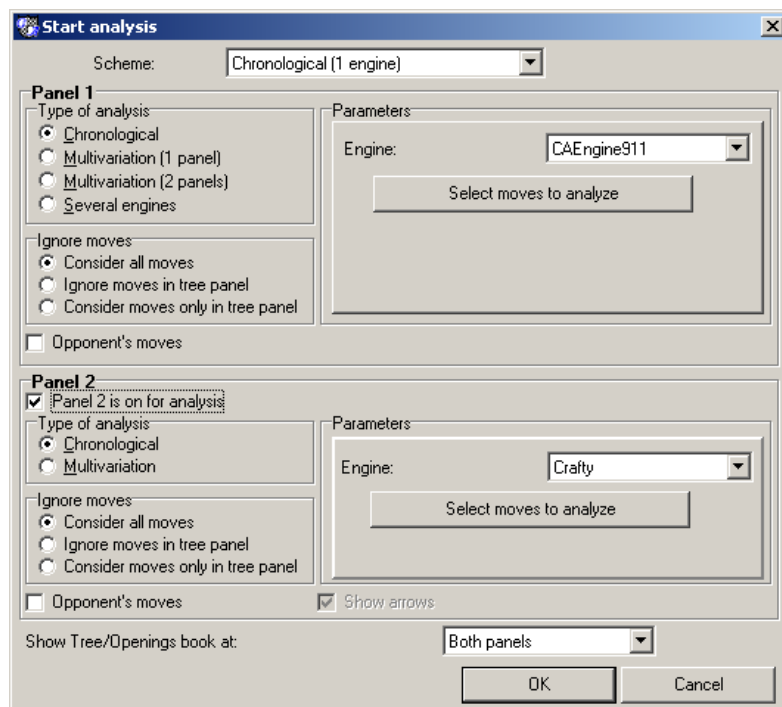 Start analysis
Scheme: Chronological (1 engine)
Panel 1
Type of analysis
Chronological
Multivariation (1 panel)
Multivariation (2 panels)
Several engines
Parameters
Engine: CAEngine911
Select moves to analyze
Ignore moves
Consider all moves
Ignore moves in tree panel
Consider moves only in tree panel
Opponent's moves
Panel 2
Panel 2 is on for analysis
Type of analysis
Chronological
Multivariation
Parameters
Engine: Crafty
Select moves to analyze
Ignore moves
Consider all moves
Ignore moves in tree panel
Consider moves only in tree panel
Opponent's moves
Show arrows
Show Tree/Openings book at: Both panels
OK Cancel